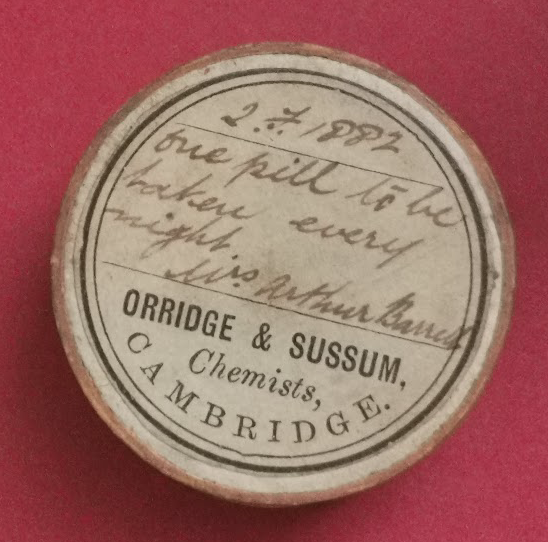 2.7.1882
one pill to be
taken every
night.
Mrs Arthur Barrett
ORRIDGE & SUSSUM,
Chemists,
CAMBRIDGE.